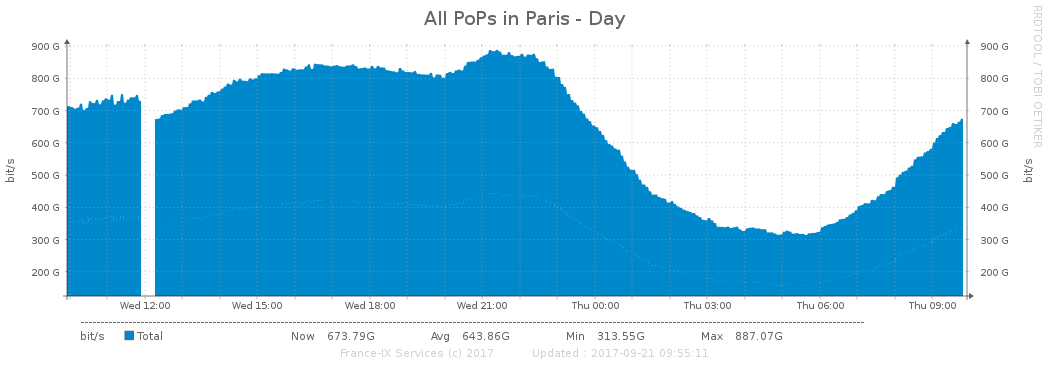 All PoPs in Paris - Day
RRDTOOL / TOBI OETIKER
900 G 900 G
800 G 800 G
700 G 700 G
600 G 600 G
500 G 500 G
400 G 400 G
300 G 300 G
200 G 200 G
bit/s bit/s
Wed 12:00 Wed 15:00 Wed 18:00 Wed 21:00 Thu 00:00 Thu 03:00 Thu 06:00 Thu 09:00
bit/s Total Now 673.79G Avg 643.86G Min 313.55G Max 887.07G
France-IX Services (c) 2017 Updated : 2017-09-21 09:55:11